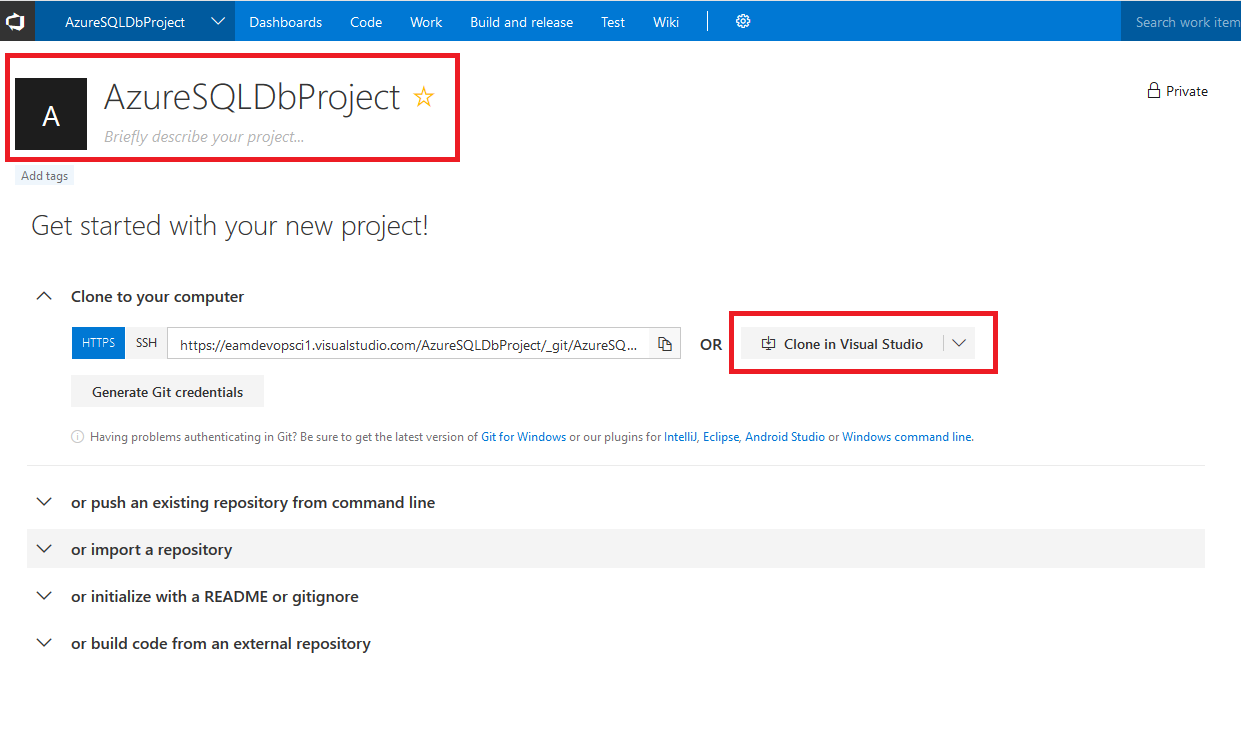 AzureSQLDbProject Dashboards Code Work Build and release Test Wiki Search work item
A
AzureSQLDbProject
Briefly describe your project...
Private
Add tags
Get started with your new project!
Clone to your computer
HTTPS SSH https://eamdevopsci1.visualstudio.com/AzureSQLDbProject/_git/AzureSQ... OR Clone in Visual Studio
Generate Git credentials
Having problems authenticating in Git? Be sure to get the latest version of Git for Windows or our plugins for IntelliJ, Eclipse, Android Studio or Windows command line.
or push an existing repository from command line
or import a repository
or initialize with a README or gitignore
or build code from an external repository